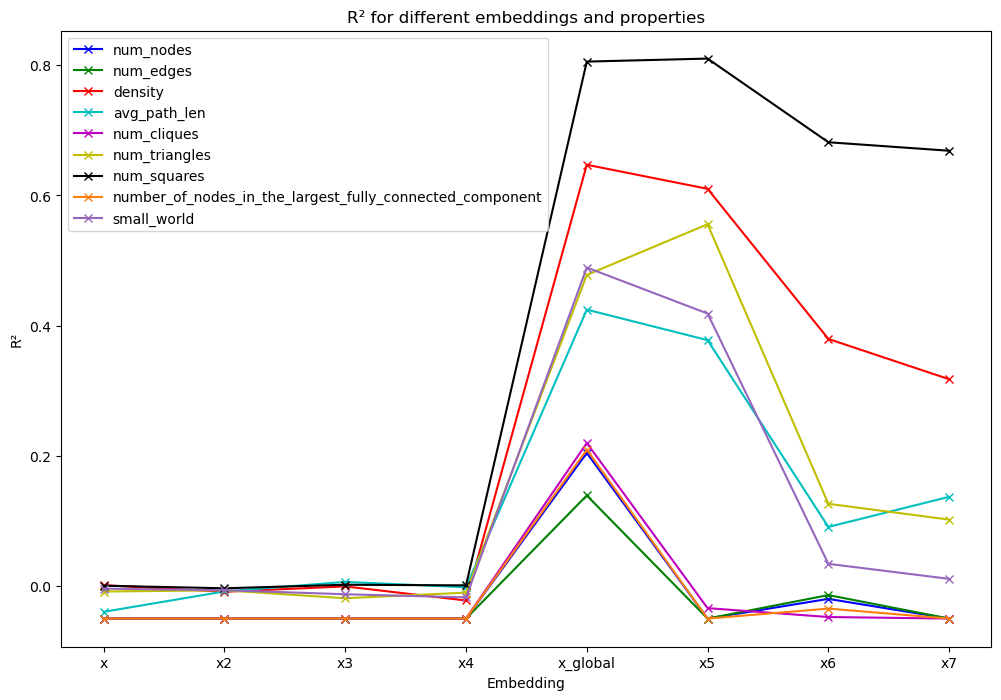 R² for different embeddings and properties
num_nodes
num_edges
density
avg_path_len
num_cliques
num_triangles
num_squares
number_of_nodes_in_the_largest_fully_connected_component
small_world
R²
0.8
0.6
0.4
0.2
0.0
x x2 x3 x4 x_global x5 x6 x7
Embedding